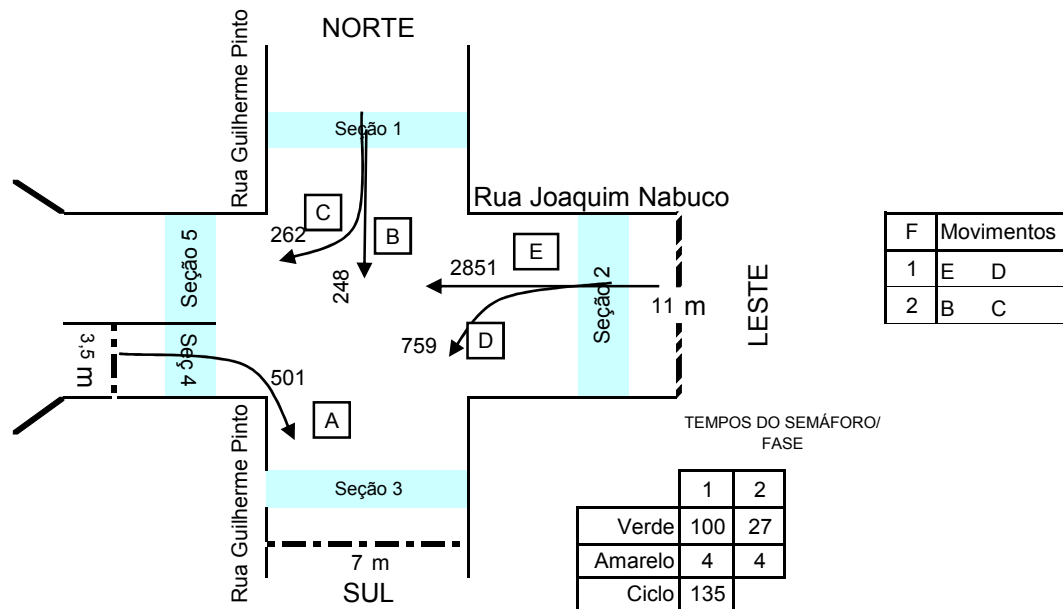 NORTE
Rua Guilherme Pinto
Seção 1
Rua Joaquim Nabuco
C
262
B
248
2851
E
Seção 2
11 m
LESTE
759
D
Seção 5
Seç 4
3,5 m
501
A
Rua Guilherme Pinto
Seção 3
7 m
SUL
F Movimentos
1 E D
2 B C
TEMPOS DO SEMÁFORO/
FASE
1 2
Verde 100 27
Amarelo 4 4
Ciclo 135